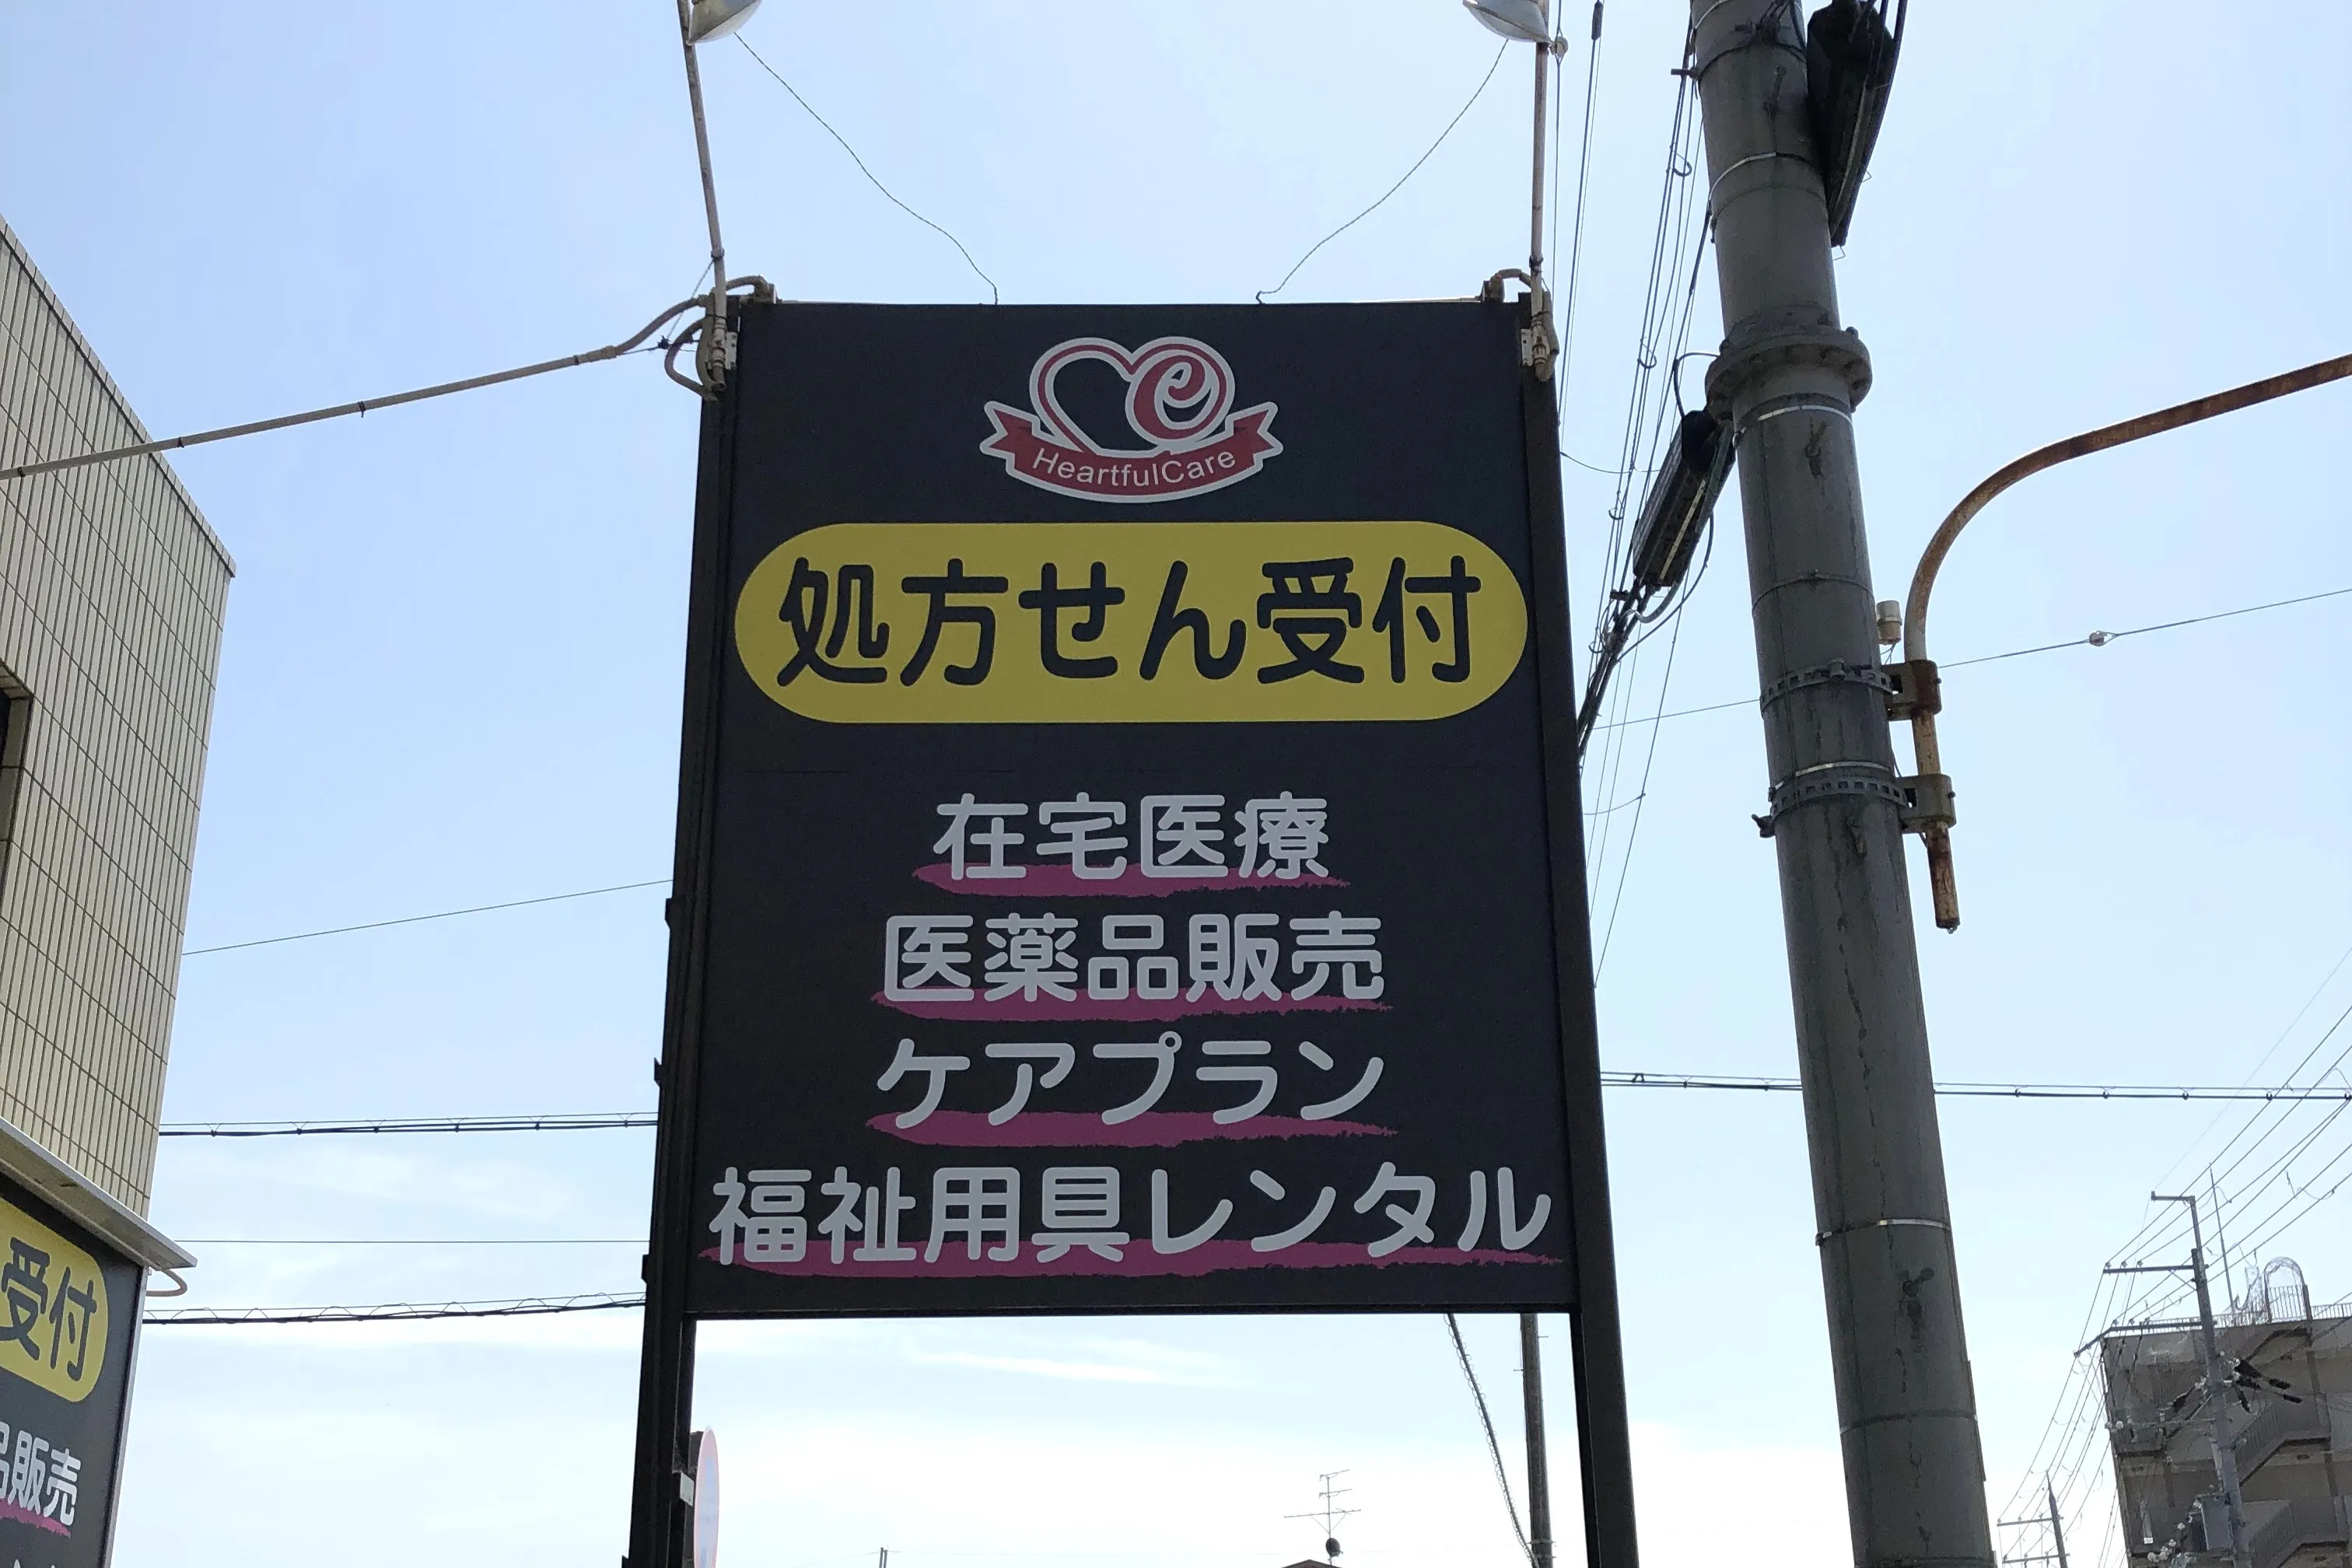 HeartfulCare
処方せん受付
在宅医療
医薬品販売
ケアプラン
福祉用具レンタル
受付
販売